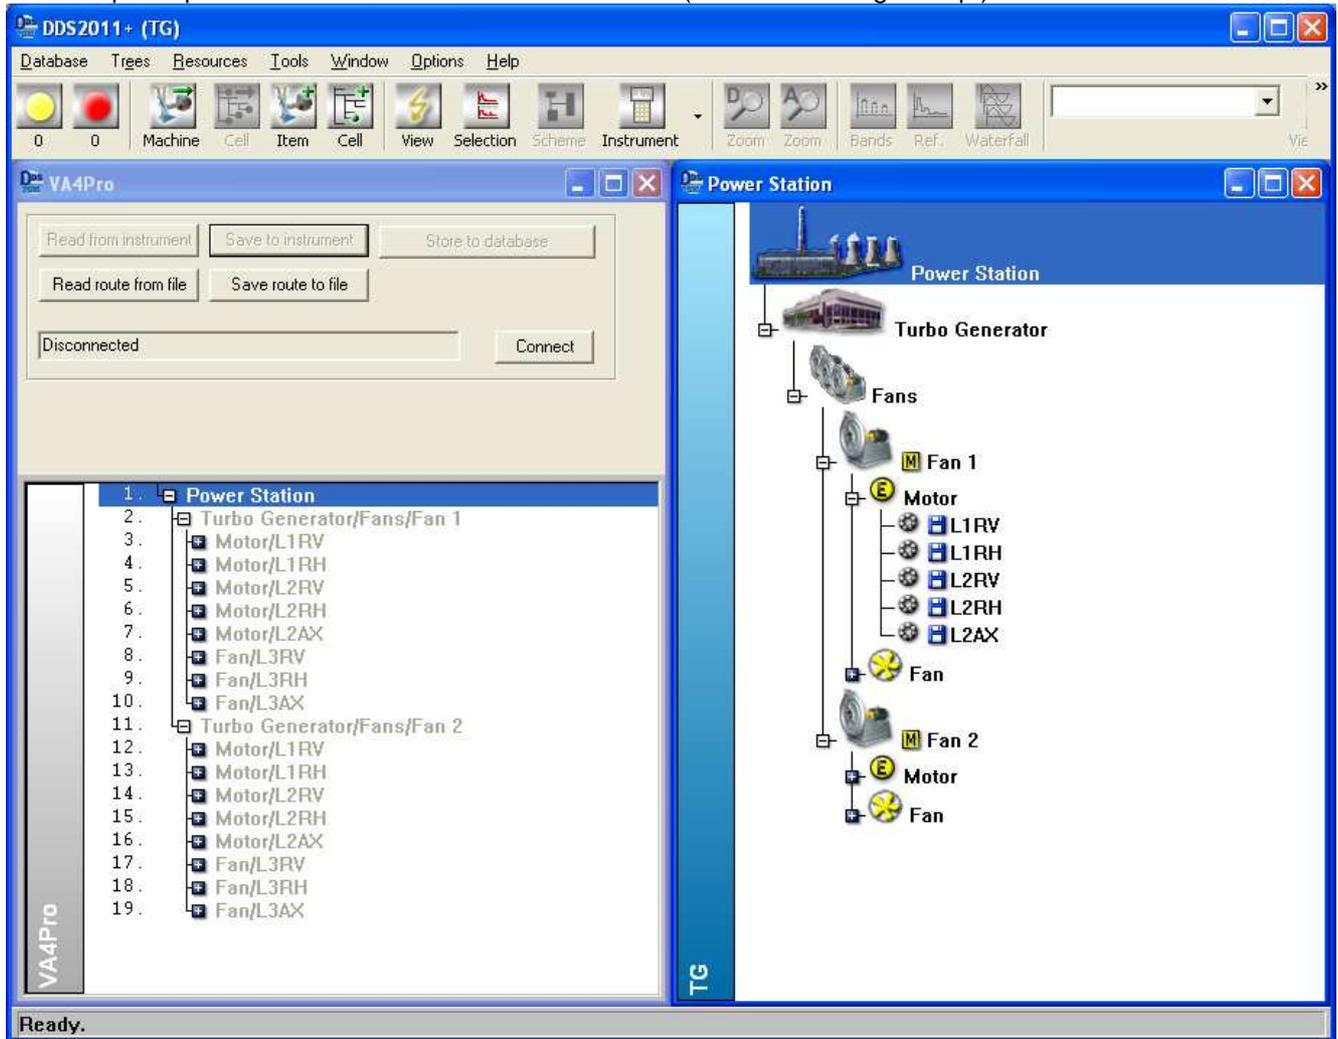 DDS2011+ (TG)
Database Trees Resources Tools Window Options Help
0 0 Machine Cell Item Cell View Selection Scheme Instrument Zoom Zoom Bands Ref. Waterfall Vie
VA4Pro
Read from instrument Save to instrument Store to database
Read route from file Save route to file
Disconnected Connect
1. Power Station
2. Turbo Generator/Fans/Fan 1
3. Motor/L1RV
4. Motor/L1RH
5. Motor/L2RV
6. Motor/L2RH
7. Motor/L2AX
8. Fan/L3RV
9. Fan/L3RH
10. Fan/L3AX
11. Turbo Generator/Fans/Fan 2
12. Motor/L1RV
13. Motor/L1RH
14. Motor/L2RV
15. Motor/L2RH
16. Motor/L2AX
17. Fan/L3RV
18. Fan/L3RH
19. Fan/L3AX
VA4Pro
Power Station
Power Station
Turbo Generator
Fans
M Fan 1
E Motor
L1RV
L1RH
L2RV
L2RH
L2AX
Fan
M Fan 2
E Motor
Fan
TG
Ready.